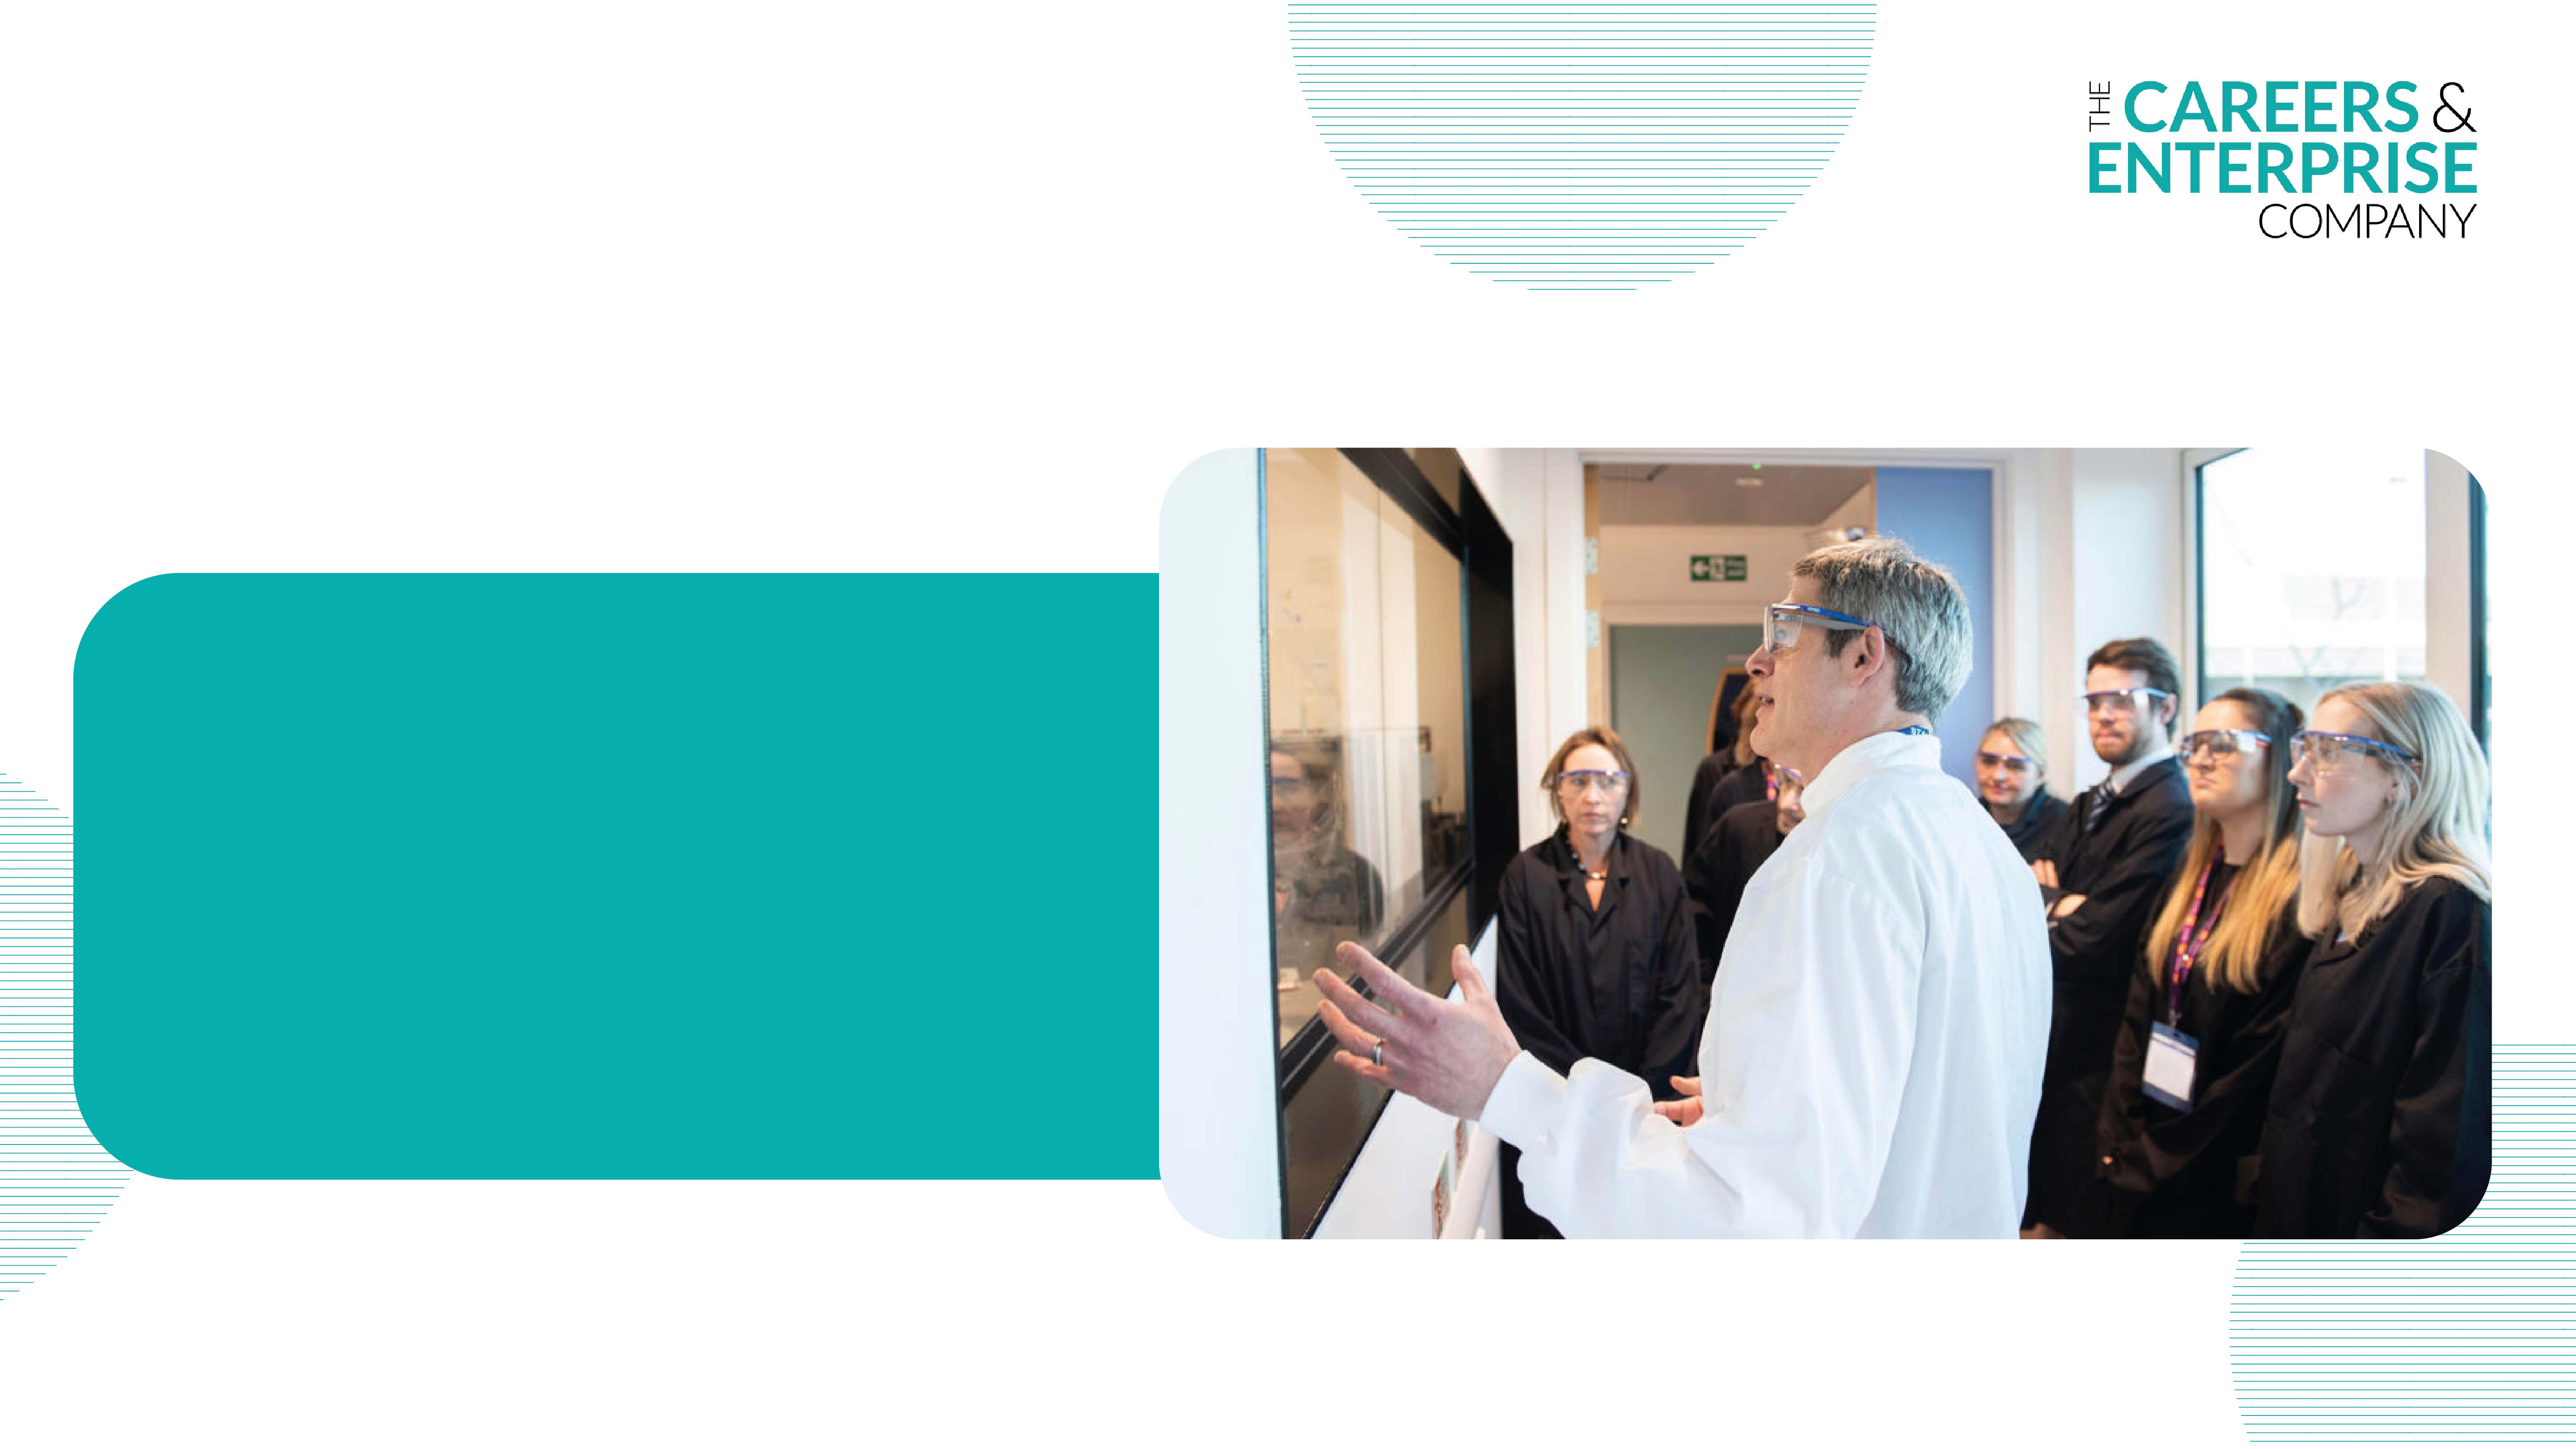 THE CAREERS &
ENTERPRISE
COMPANY